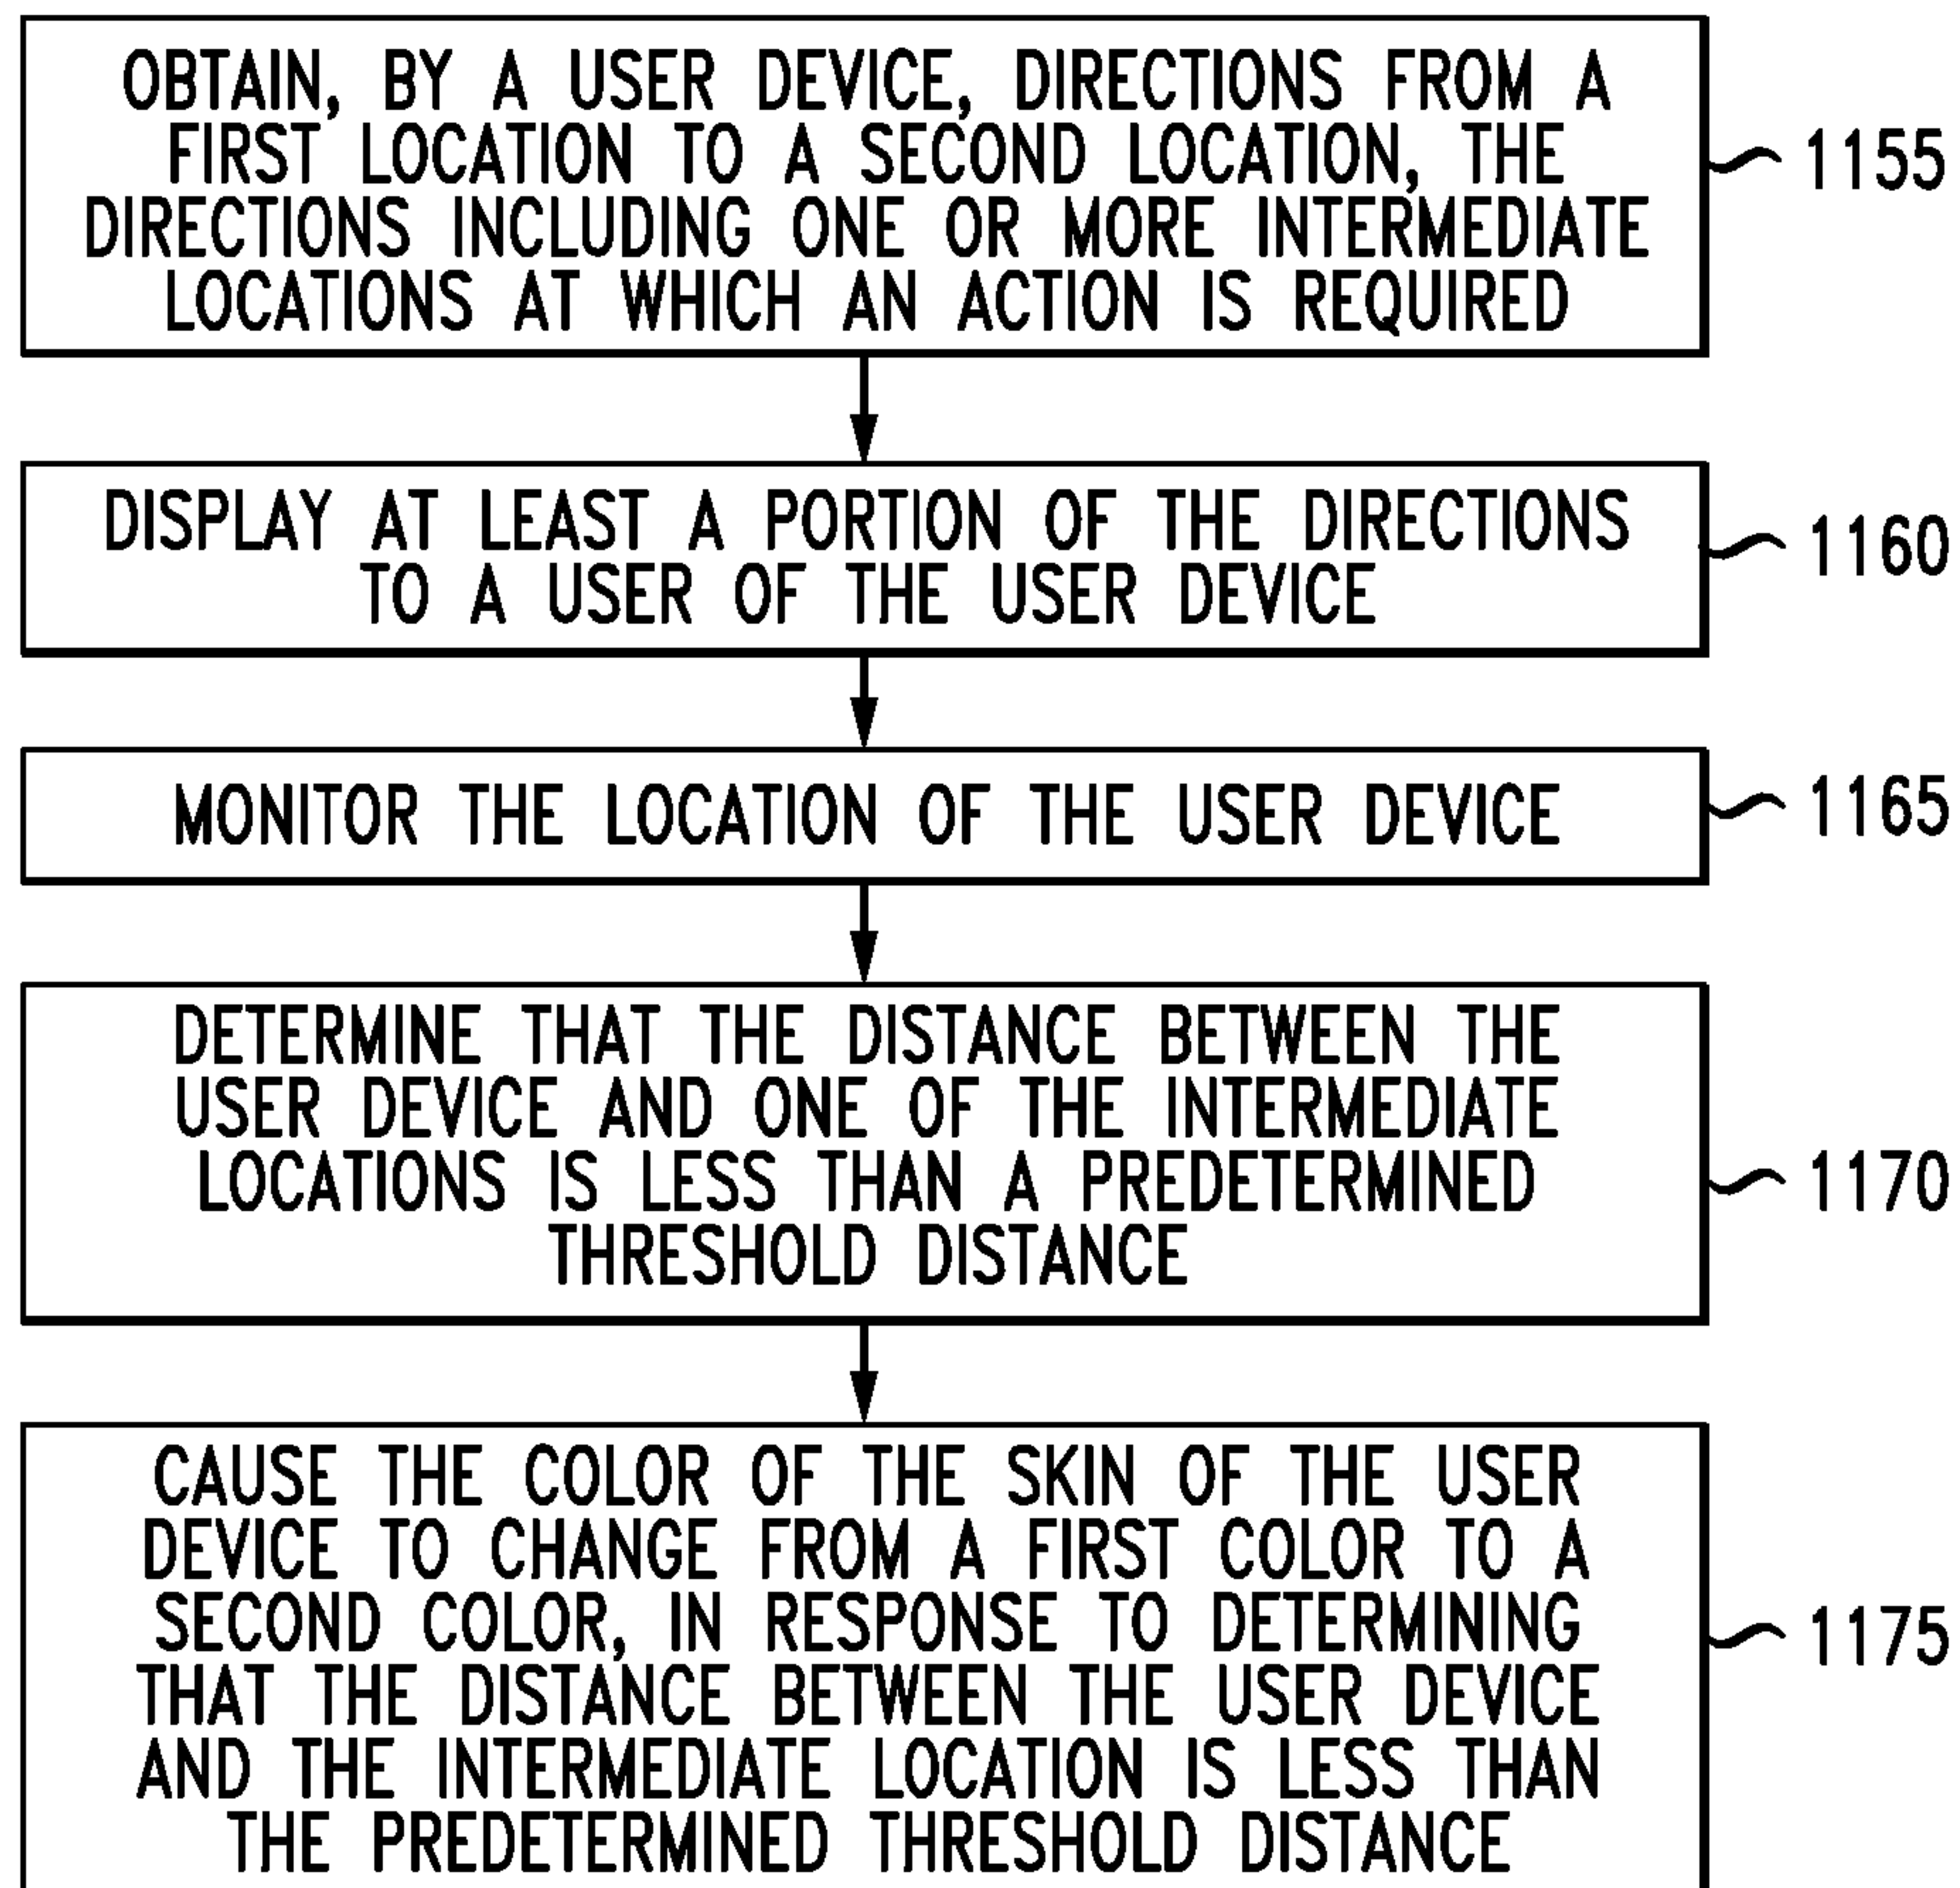 OBTAIN, BY A USER DEVICE, DIRECTIONS FROM A
FIRST LOCATION TO A SECOND LOCATION, THE
DIRECTIONS INCLUDING ONE OR MORE INTERMEDIATE
LOCATIONS AT WHICH AN ACTION IS REQUIRED
1155
DISPLAY AT LEAST A PORTION OF THE DIRECTIONS
TO A USER OF THE USER DEVICE
1160
MONITOR THE LOCATION OF THE USER DEVICE
1165
DETERMINE THAT THE DISTANCE BETWEEN THE
USER DEVICE AND ONE OF THE INTERMEDIATE
LOCATIONS IS LESS THAN A PREDETERMINED
THRESHOLD DISTANCE
1170
CAUSE THE COLOR OF THE SKIN OF THE USER
DEVICE TO CHANGE FROM A FIRST COLOR TO A
SECOND COLOR, IN RESPONSE TO DETERMINING
THAT THE DISTANCE BETWEEN THE USER DEVICE
AND THE INTERMEDIATE LOCATION IS LESS THAN
THE PREDETERMINED THRESHOLD DISTANCE
1175